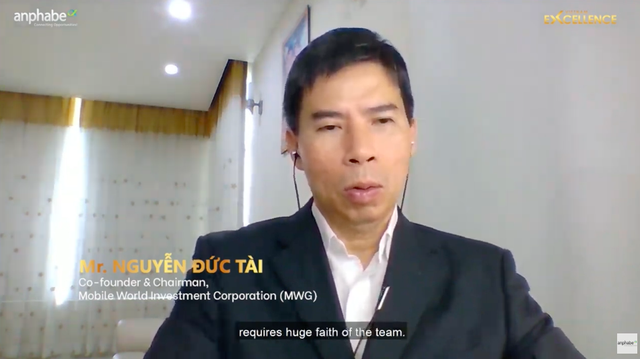 anphabe
EXCELLENCE
Mr. NGUYỄN ĐỨC TÀI
Co-founder & Chairman,
Mobile World Investment Corporation (MWG)
requires huge faith of the team.
anphabe